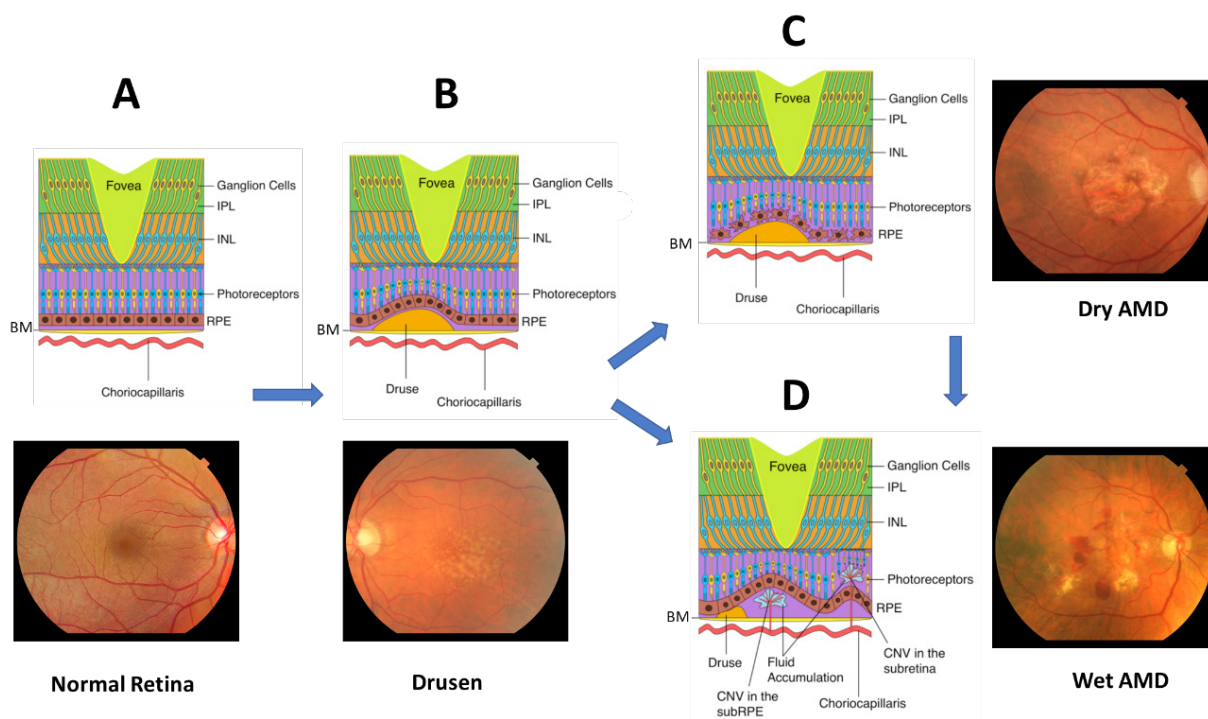 A
Fovea
Ganglion Cells
IPL
INL
Photoreceptors
RPE
BM
Choriocapillaris
Normal Retina
B
Fovea
Ganglion Cells
IPL
INL
Photoreceptors
RPE
BM
Druse
Choriocapillaris
Drusen
C
Fovea
Ganglion Cells
IPL
INL
Photoreceptors
RPE
BM
Druse
Choriocapillaris
Dry AMD
D
Fovea
Ganglion Cells
IPL
INL
Photoreceptors
RPE
BM
Druse
Fluid
Accumulation
CNV in the
subretina
CNV in the
subRPE
Choriocapillaris
Wet AMD